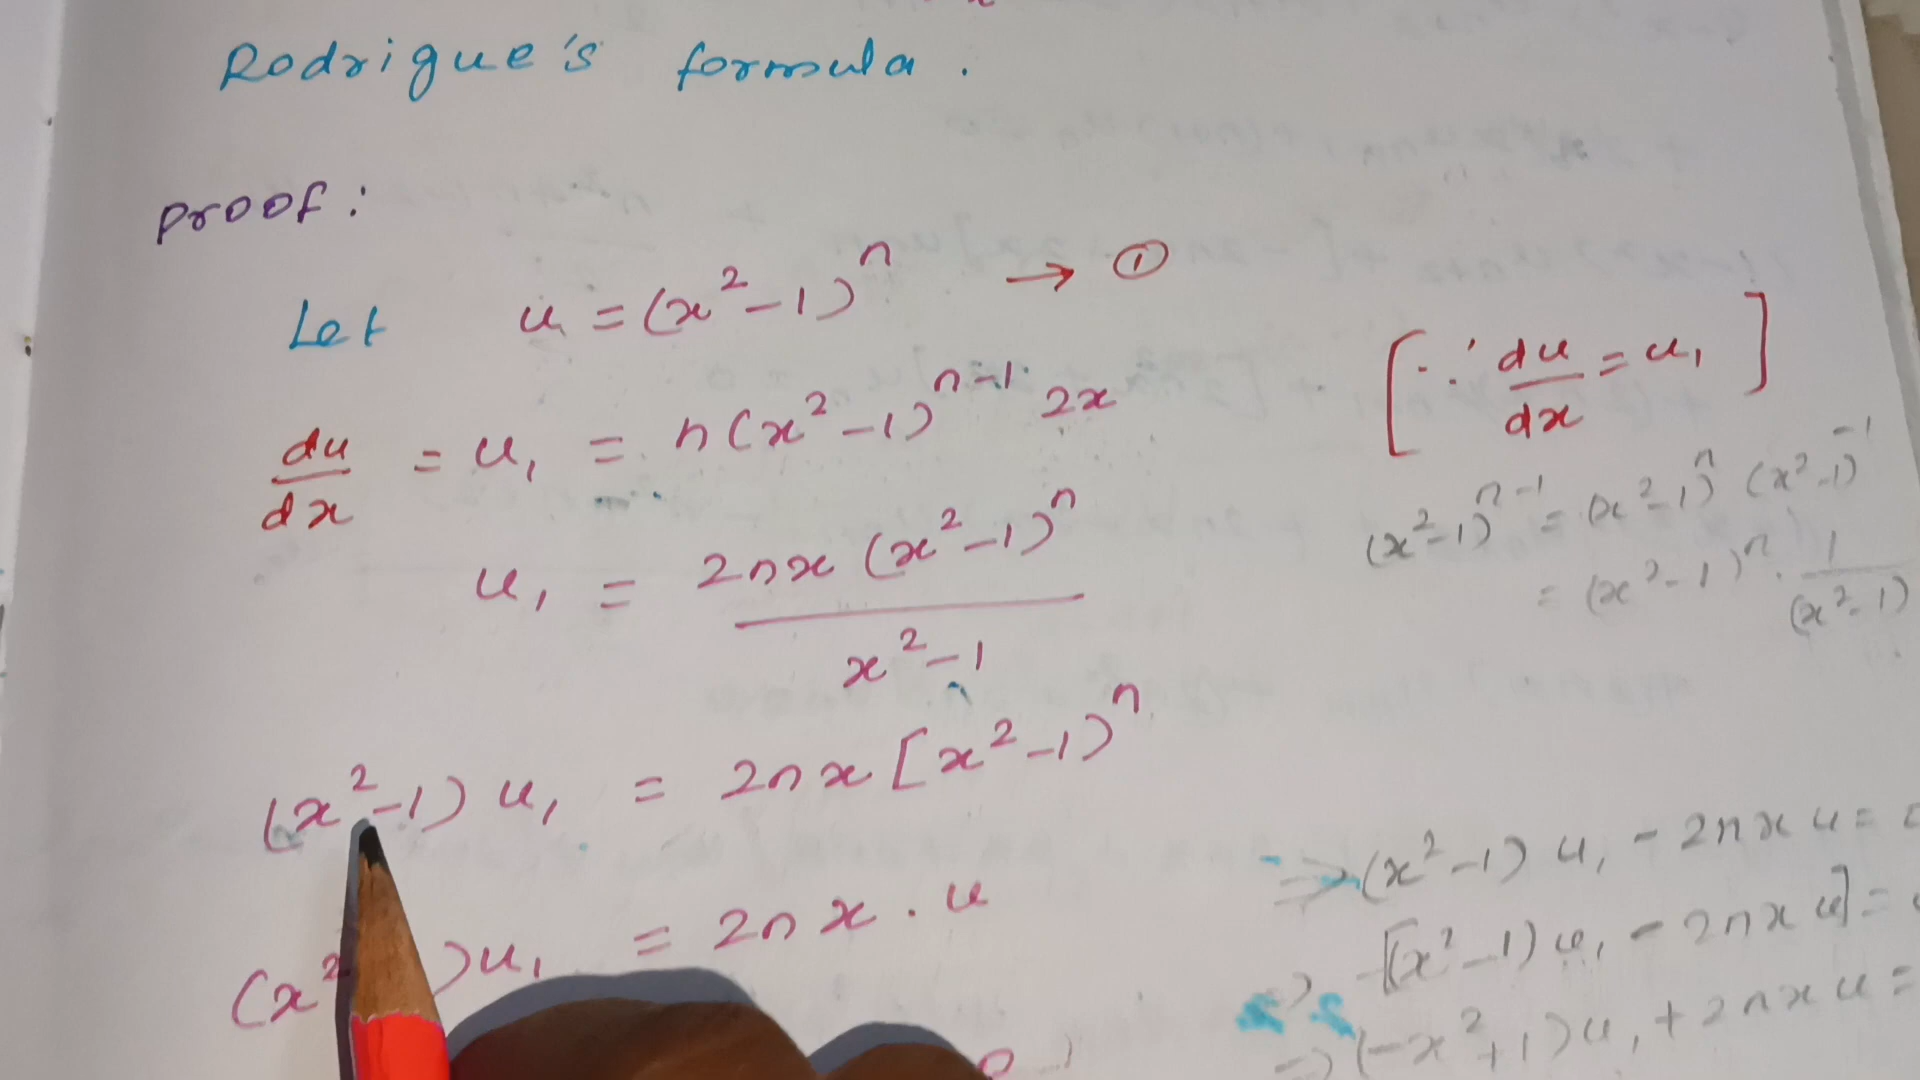 Rodrigue's formula.
Proof:
Let u = (x²-1)ⁿ → ①
du/dx = u₁ = n(x²-1)ⁿ⁻¹ 2x
[∵ du/dx = u₁]
u₁ = 2nx (x²-1)ⁿ / x²-1
(x²-1)ⁿ⁻¹ = (x²-1)ⁿ (x²-1)⁻¹
= (x²-1)ⁿ · 1/(x²-1)
(x²-1) u₁ = 2nx [x²-1)ⁿ
(x² )u₁ = 2nx . u
⇒ (x²-1) u₁ - 2nxu =
⇒ -[(x²-1) u₁ - 2nxu] =
⇒ (-x²+1)u₁ + 2nxu =